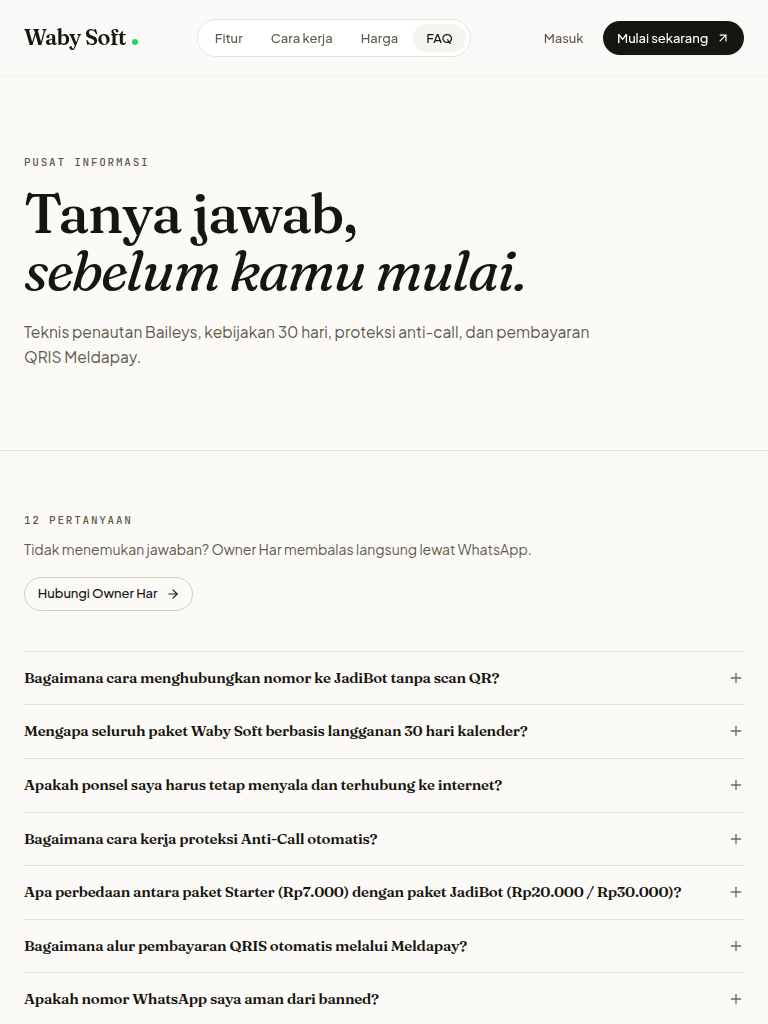 Waby Soft
Fitur
Cara kerja
Harga
FAQ
Masuk
Mulai sekarang
PUSAT INFORMASI
Tanya jawab,
sebelum kamu mulai.
Teknis penautan Baileys, kebijakan 30 hari, proteksi anti-call, dan pembayaran
QRIS Meldapay.
12 PERTANYAAN
Tidak menemukan jawaban? Owner Har membalas langsung lewat WhatsApp.
Hubungi Owner Har
Bagaimana cara menghubungkan nomor ke JadiBot tanpa scan QR?
Mengapa seluruh paket Waby Soft berbasis langganan 30 hari kalender?
Apakah ponsel saya harus tetap menyala dan terhubung ke internet?
Bagaimana cara kerja proteksi Anti-Call otomatis?
Apa perbedaan antara paket Starter (Rp7.000) dengan paket JadiBot (Rp20.000 / Rp30.000)?
Bagaimana alur pembayaran QRIS otomatis melalui Meldapay?
Apakah nomor WhatsApp saya aman dari banned?